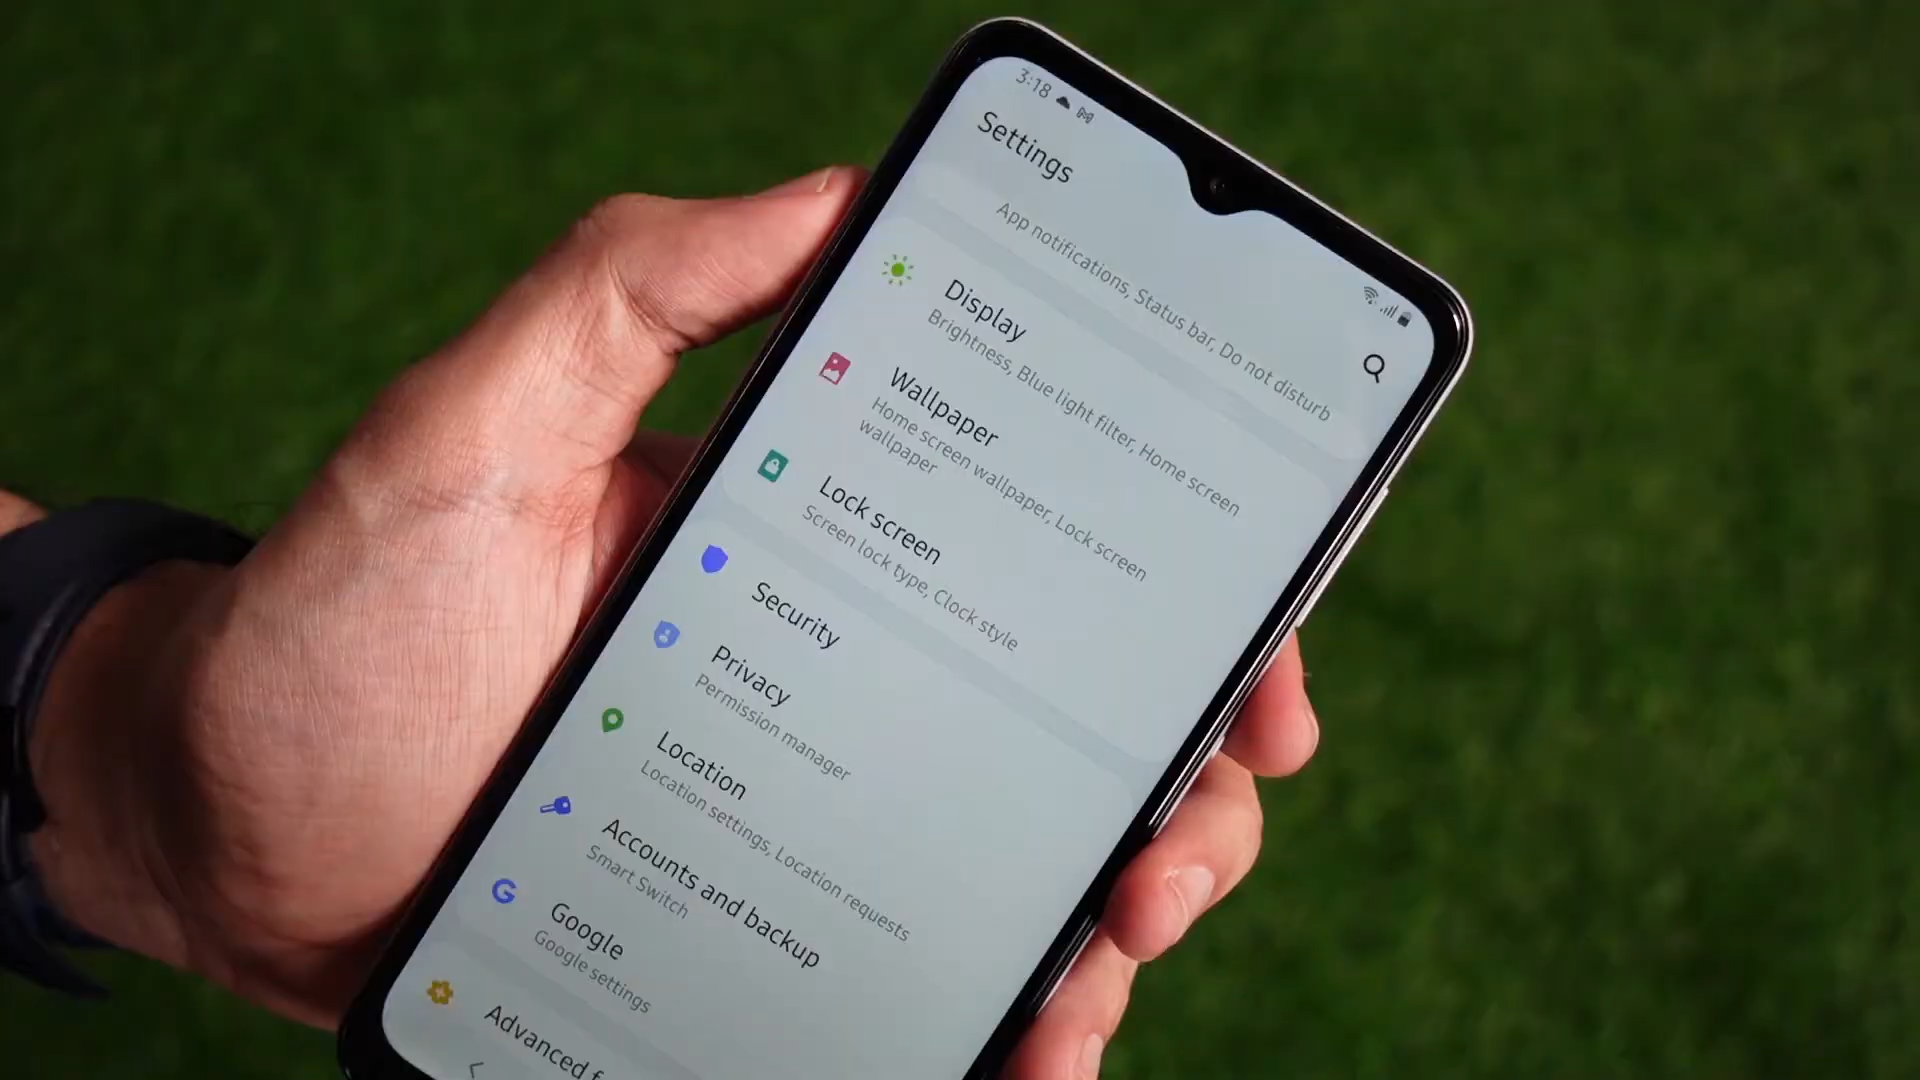 3:18
Settings
App notifications, Status bar, Do not disturb
Display
Brightness, Blue light filter, Home screen
Wallpaper
Home screen wallpaper, Lock screen
wallpaper
Lock screen
Screen lock type, Clock style
Security
Privacy
Permission manager
Location
Location settings, Location requests
Accounts and backup
Smart Switch
Google
Google settings
Advanced f